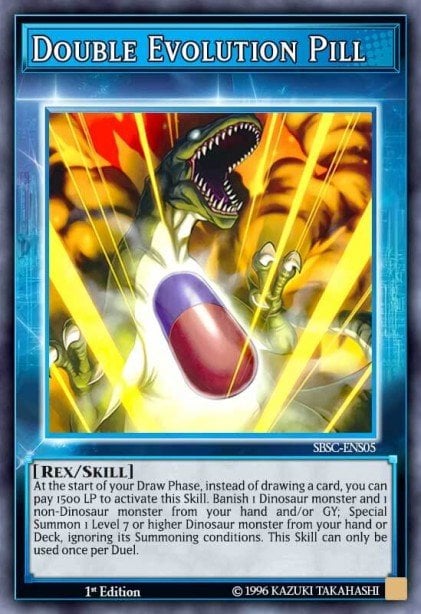 Double Evolution Pill
SBSC-ENS05
[Rex/Skill]
At the start of your Draw Phase, instead of drawing a card, you can
pay 1500 LP to activate this Skill. Banish 1 Dinosaur monster and 1
non-Dinosaur monster from your hand and/or GY; Special
Summon 1 Level 7 or higher Dinosaur monster from your hand or
Deck, ignoring its Summoning conditions. This Skill can only be
used once per Duel.
1st Edition
© 1996 KAZUKI TAKAHASHI